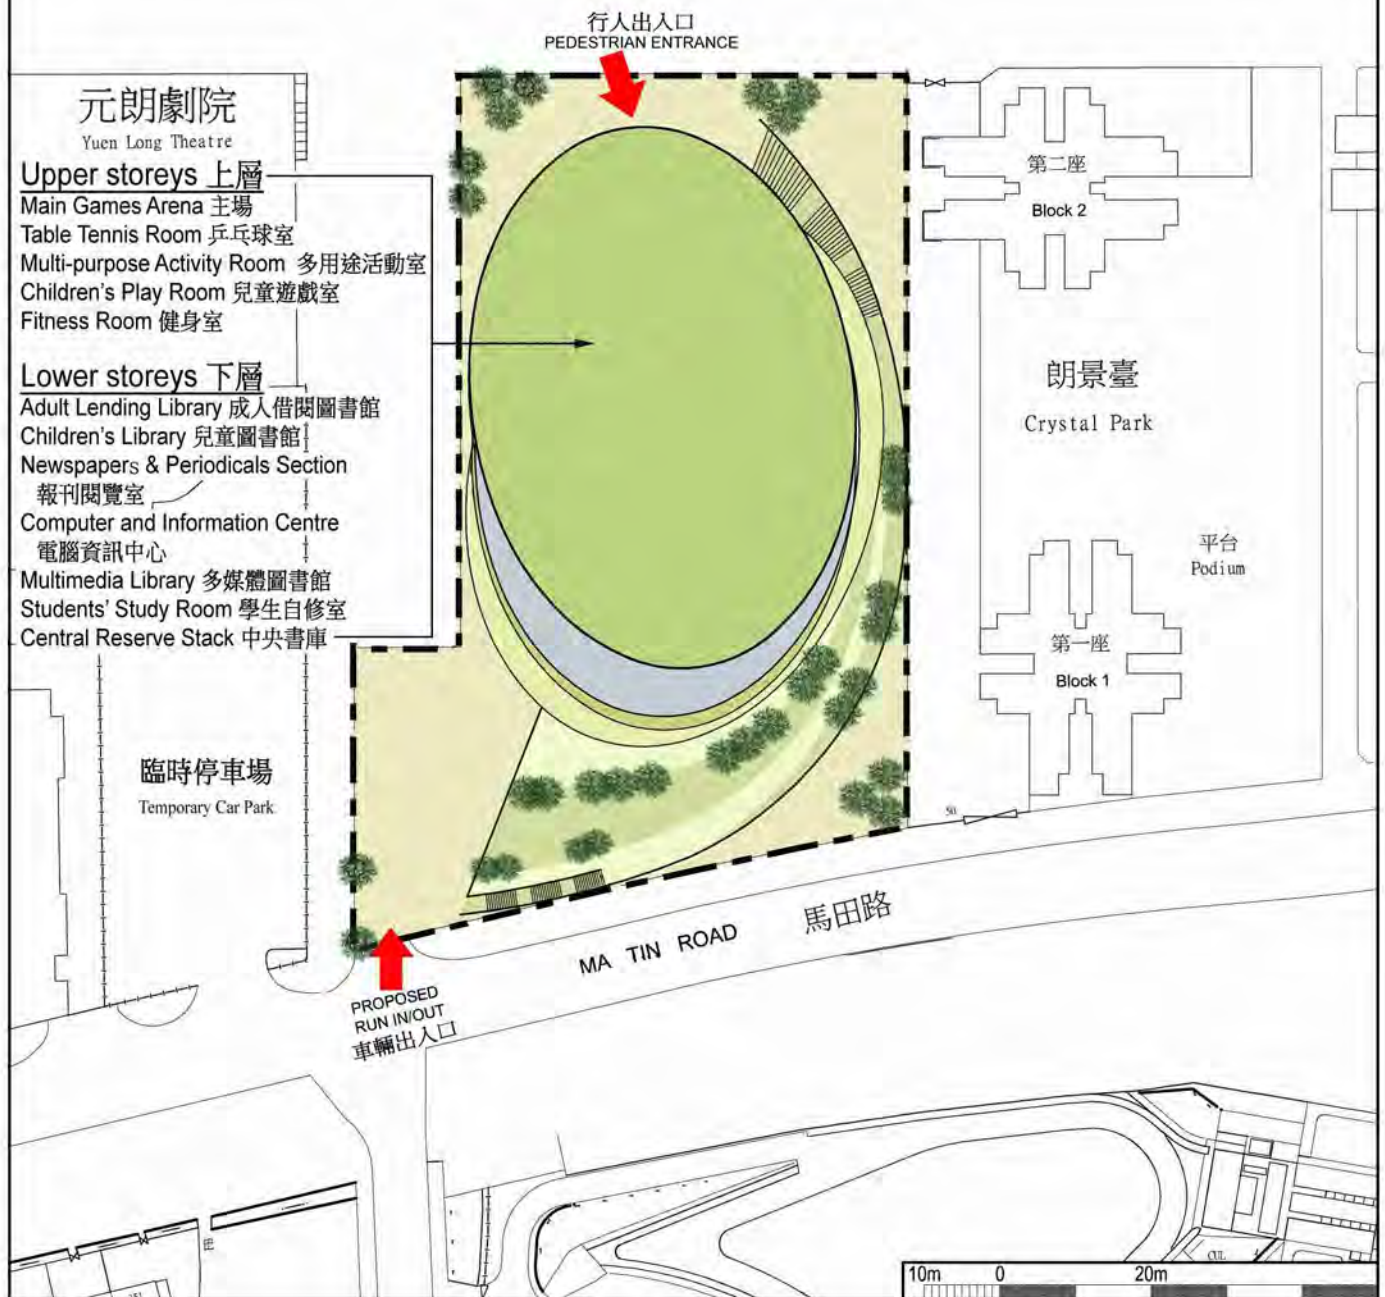 行人出入口
PEDESTRIAN ENTRANCE
元朗劇院
Yuen Long Theatre
Upper storeys 上層
Main Games Arena 主場
Table Tennis Room 乒乓球室
Multi-purpose Activity Room 多用途活動室
Children's Play Room 兒童遊戲室
Fitness Room 健身室
Lower storeys 下層
Adult Lending Library 成人借閱圖書館
Children's Library 兒童圖書館
Newspapers & Periodicals Section
報刊閱覽室
Computer and Information Centre
電腦資訊中心
Multimedia Library 多媒體圖書館
Students' Study Room 學生自修室
Central Reserve Stack 中央書庫
第二座
Block 2
朗景臺
Crystal Park
平台
Podium
第一座
Block 1
臨時停車場
Temporary Car Park
50
MA TIN ROAD 馬田路
PROPOSED
RUN IN/OUT
車輛出入口
CUL
10m 0 20m